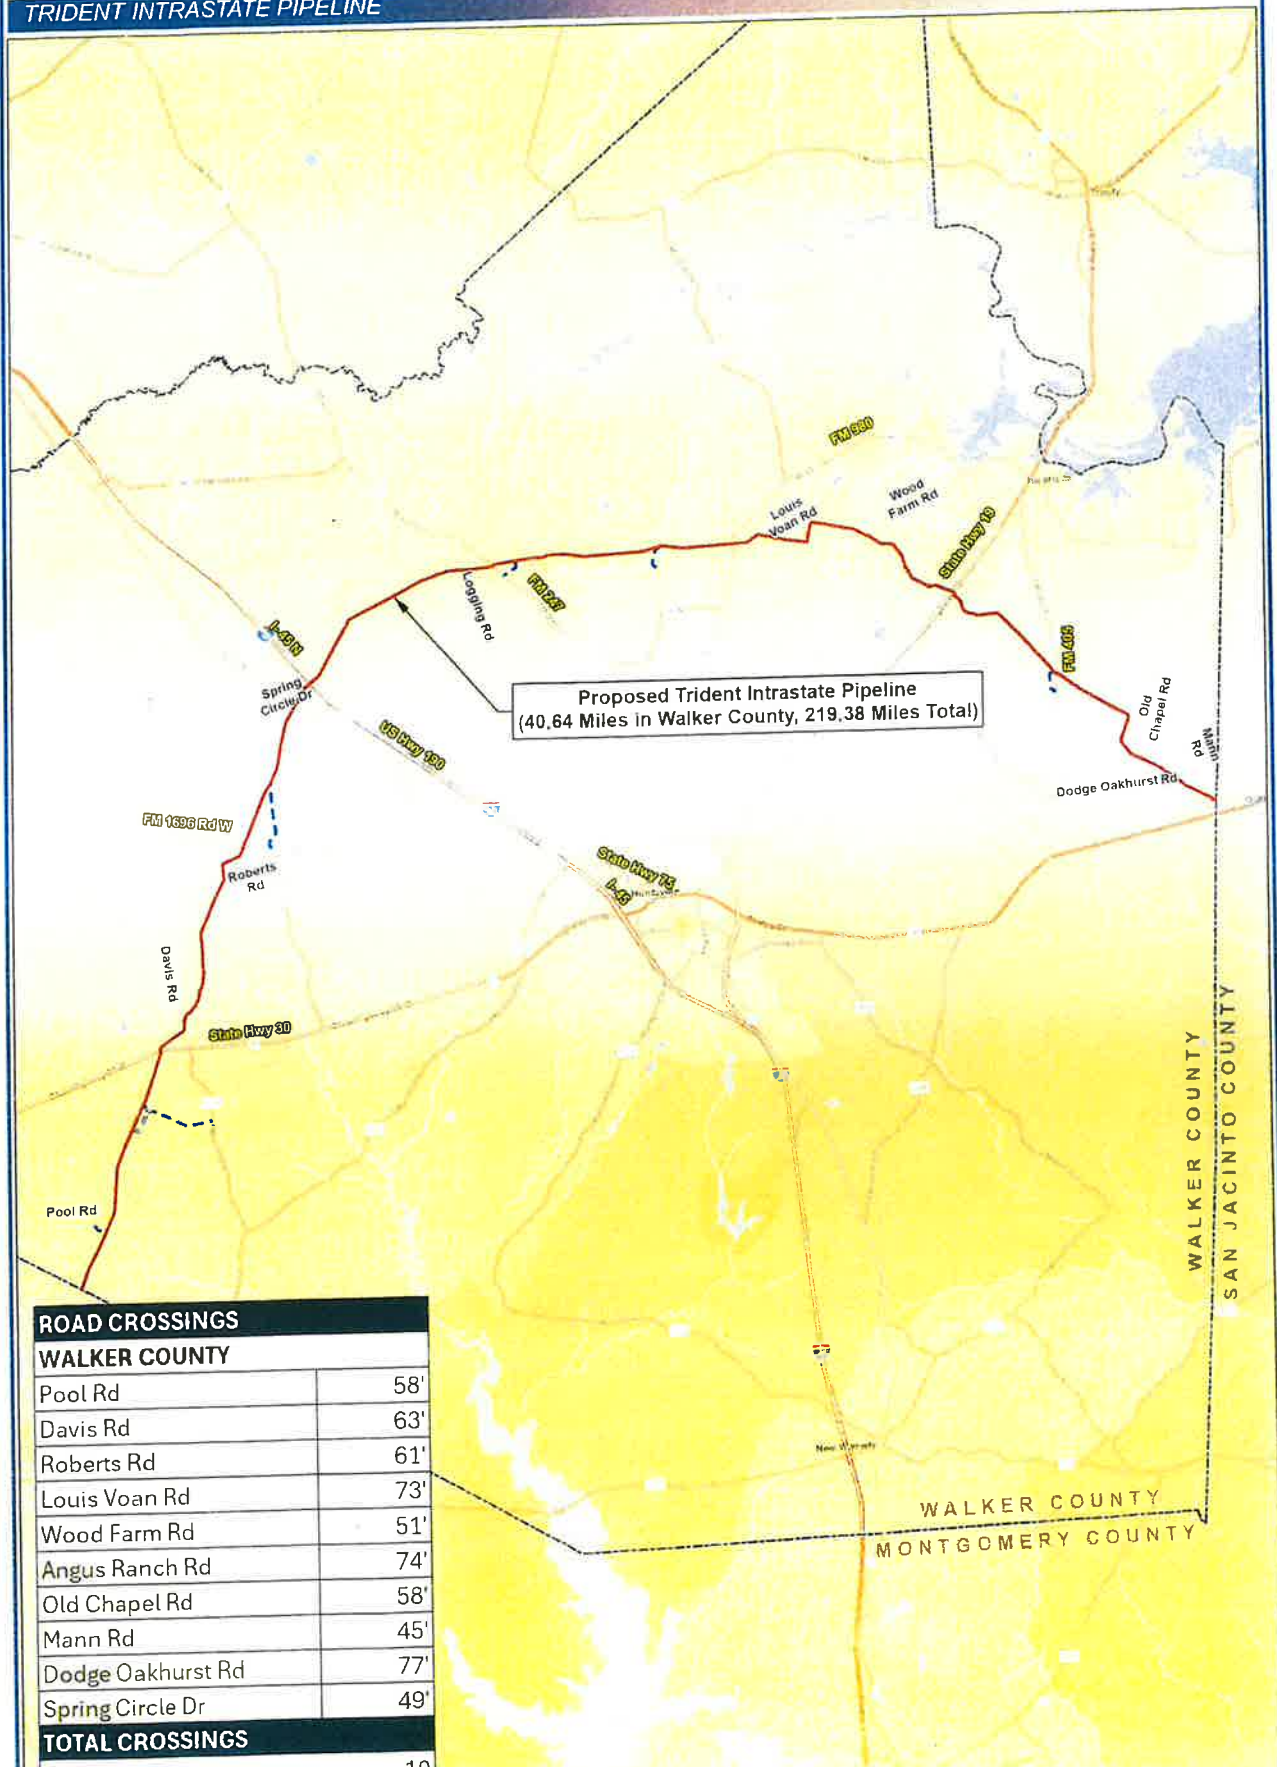 TRIDENT INTRASTATE PIPELINE
Trinity
FM 980
Wood
Farm Rd
Louis
Voan Rd
State Hwy 19
Logging Rd
FM 247
FM 405
I-45 N
Spring
Circle Dr
Proposed Trident Intrastate Pipeline
(40.64 Miles in Walker County, 219.38 Miles Total)
Old
Chapel Rd
Mann
Rd
US Hwy 190
Dodge Oakhurst Rd
FM 1696 Rd W
Roberts
Rd
State Hwy 75
I-45
Huntsville
Davis Rd
State Hwy 30
WALKER COUNTY
SAN JACINTO COUNTY
Pool Rd
New Waverly
WALKER COUNTY
MONTGOMERY COUNTY
ROAD CROSSINGS
WALKER COUNTY
Pool Rd 58'
Davis Rd 63'
Roberts Rd 61'
Louis Voan Rd 73'
Wood Farm Rd 51'
Angus Ranch Rd 74'
Old Chapel Rd 58'
Mann Rd 45'
Dodge Oakhurst Rd 77'
Spring Circle Dr 49'
TOTAL CROSSINGS
10